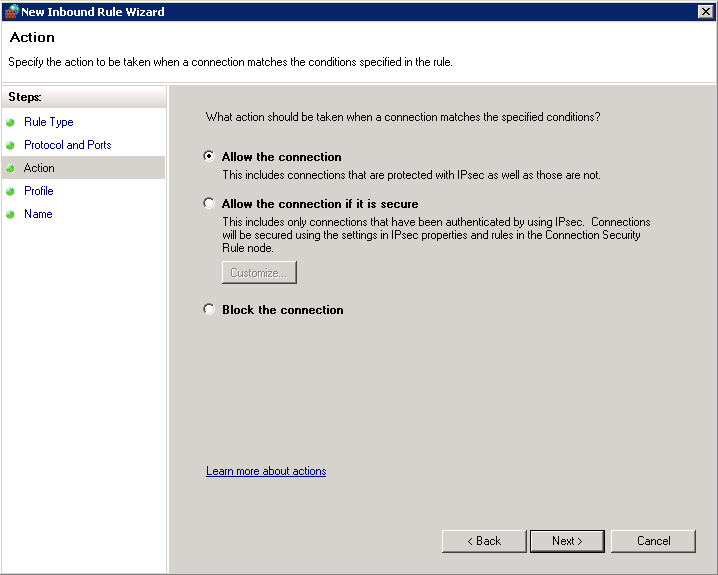 New Inbound Rule Wizard
Action
Specify the action to be taken when a connection matches the conditions specified in the rule.
Steps:
Rule Type
Protocol and Ports
Action
Profile
Name
What action should be taken when a connection matches the specified conditions?
Allow the connection
This includes connections that are protected with IPsec as well as those are not.
Allow the connection if it is secure
This includes only connections that have been authenticated by using IPsec.  Connections
will be secured using the settings in IPsec properties and rules in the Connection Security
Rule node.
Customize...
Block the connection
Learn more about actions
< Back
Next >
Cancel